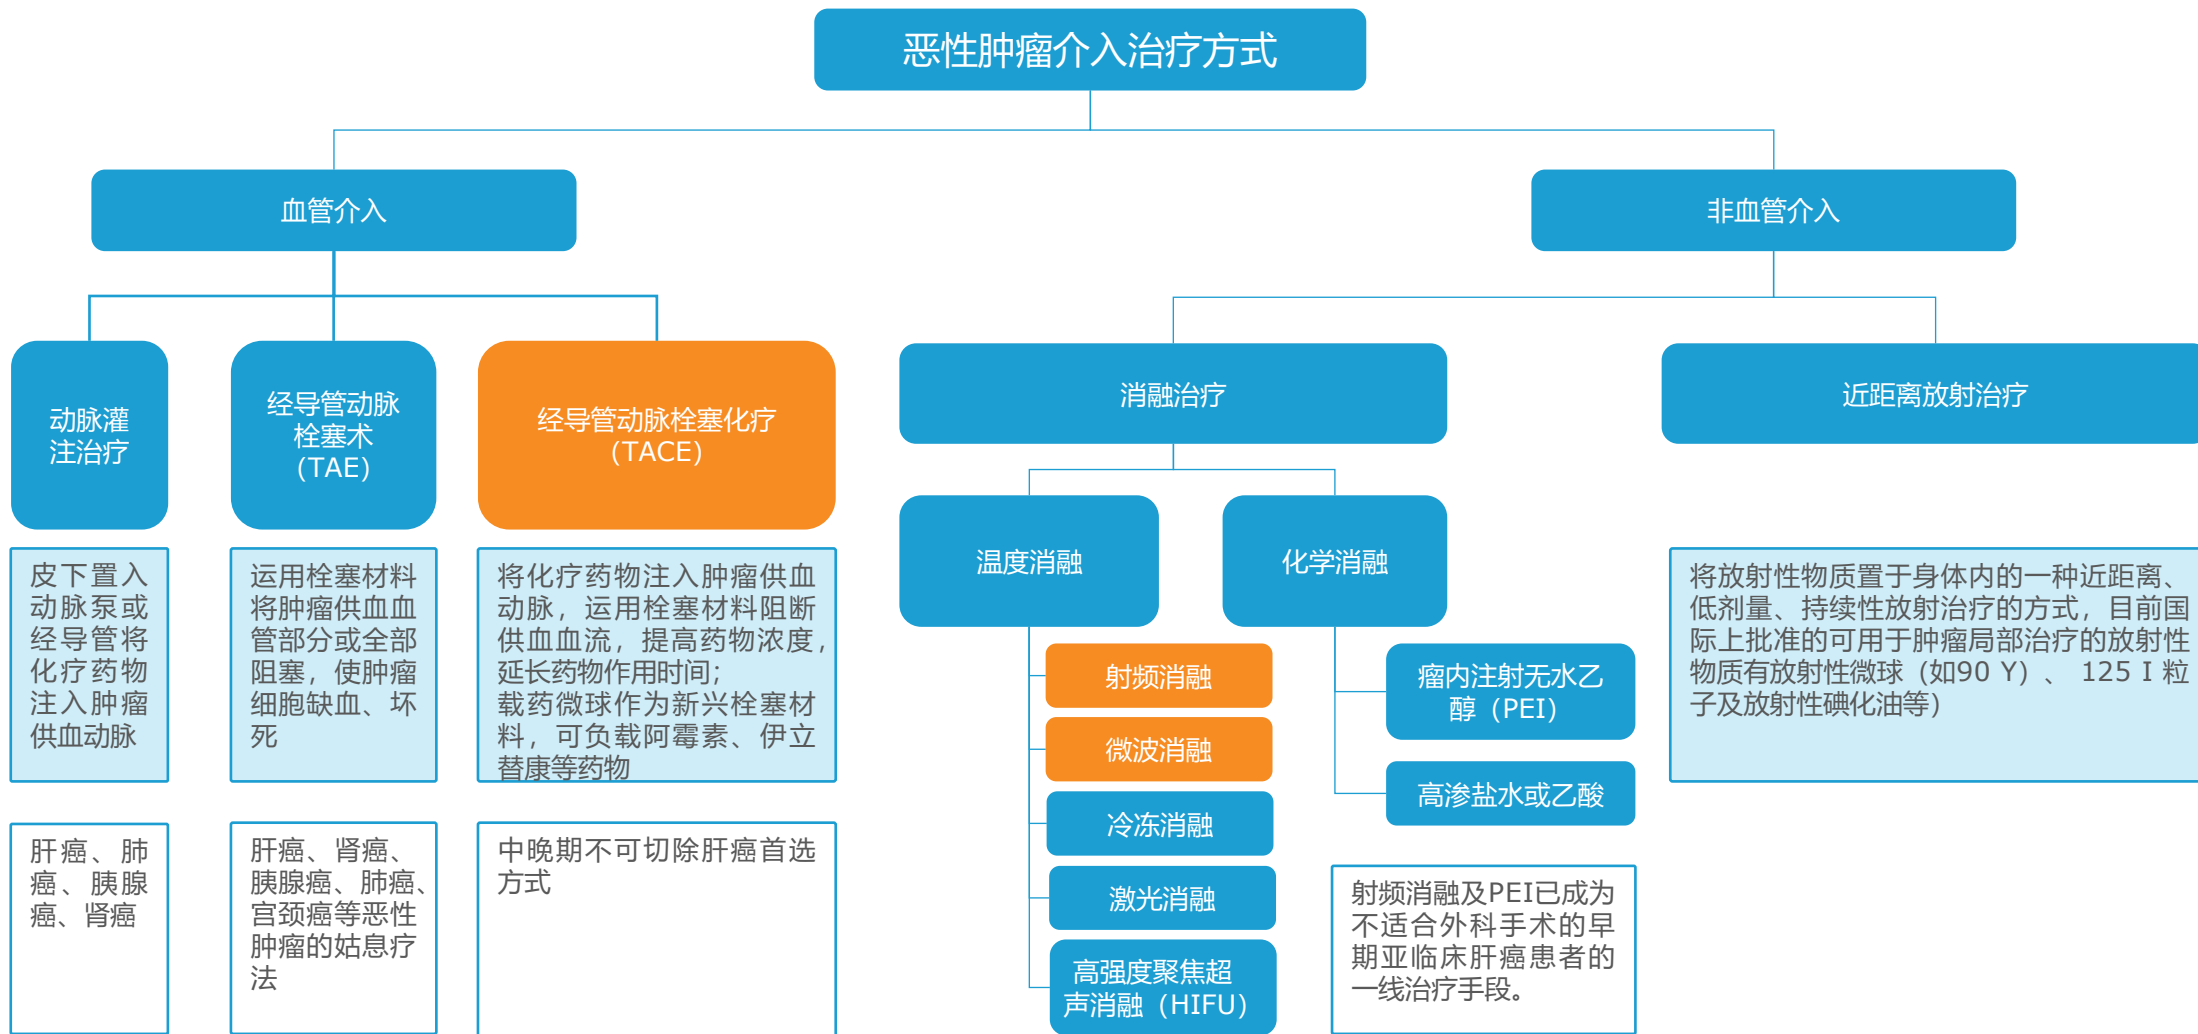 恶性肿瘤介入治疗方式
血管介入
非血管介入
动脉灌
注治疗
经导管动脉
栓塞术
（TAE）
经导管动脉栓塞化疗
（TACE）
消融治疗
近距离放射治疗
温度消融
化学消融
皮下置入
动脉泵或
经导管将
化疗药物
注入肿瘤
供血动脉
运用栓塞材料
将肿瘤供血血
管部分或全部
阻塞，使肿瘤
细胞缺血、坏
死
将化疗药物注入肿瘤供血
动脉，运用栓塞材料阻断
供血血流，提高药物浓度，
延长药物作用时间；
载药微球作为新兴栓塞材
料，可负载阿霉素、伊立
替康等药物
将放射性物质置于身体内的一种近距离、
低剂量、持续性放射治疗的方式，目前国
际上批准的可用于肿瘤局部治疗的放射性
物质有放射性微球（如90 Y）、 125 I 粒
子及放射性碘化油等）
射频消融
微波消融
冷冻消融
激光消融
高强度聚焦超
声消融（HIFU）
瘤内注射无水乙
醇（PEI）
高渗盐水或乙酸
肝癌、肺
癌、胰腺
癌、肾癌
肝癌、肾癌、
胰腺癌、肺癌、
宫颈癌等恶性
肿瘤的姑息疗
法
中晚期不可切除肝癌首选
方式
射频消融及PEI已成为
不适合外科手术的早
期亚临床肝癌患者的
一线治疗手段。